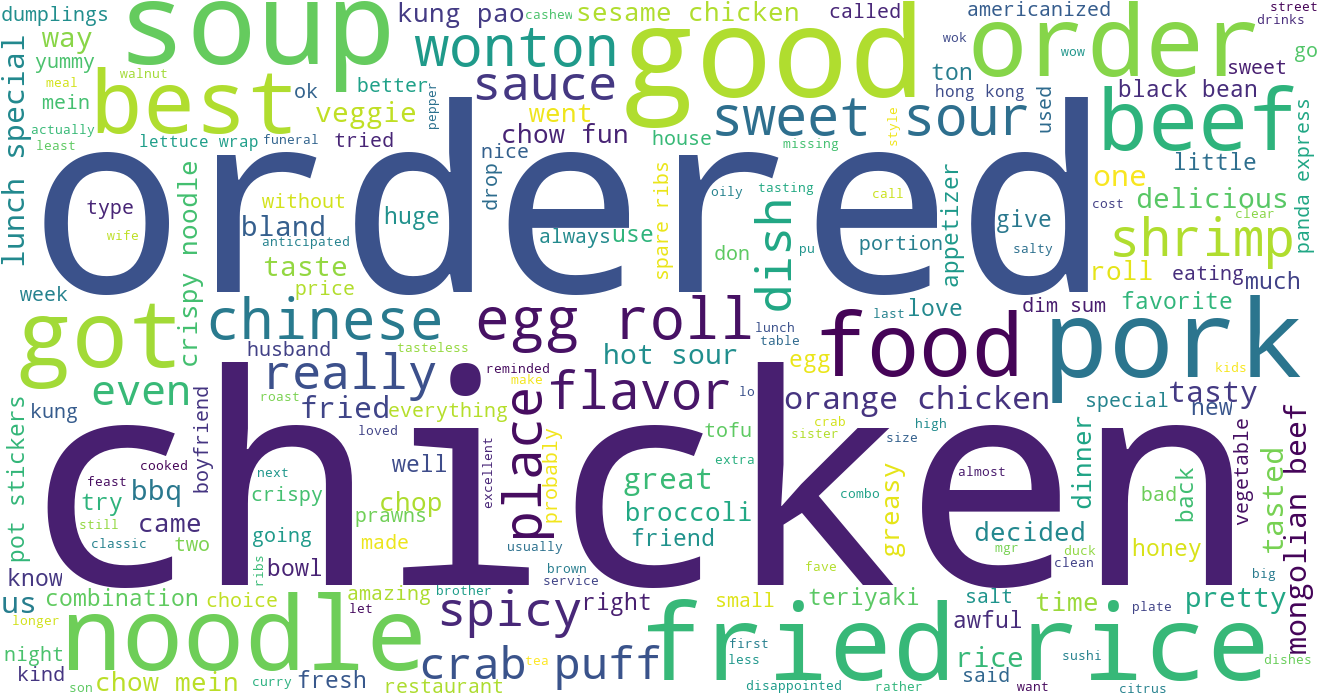 dumplings
soup
kung pao
cashew
sesame chicken
called
americanized
street
drinks
way
yummy
walnut
meal
mein
best
ok
better
pepper
wonton
sauce
good
order
wok
wow
ton
hong kong
sweet
go
lunch special
actually
least
veggie
went
chow fun
lettuce wrap
funeral
tried
house
sweet sour
missing
style
used
black bean
beef
little
panda express
ordered
nice
drop
type
wife
crispy noodle
without
bland
huge
anticipated
taste
price
always
use
spare ribs
oily
tasting
call
don
dish
pu
portion
appetizer
give
salty
one
cost
delicious
clear
shrimp
roll
eating
much
week
got
chinese
egg roll
lunch
table
last
love
dim sum
favorite
food
pork
husband
tasteless
hot sour
egg
kids
even
really
reminded
make
flavor
lo
orange chicken
special
tasty
new
kung
roast
fried
everything
loved
place
tofu
crab
sister
size
high
chicken
pot stickers
boyfriend
cooked
feast
bbq
try
next
crispy
well
chop
excellent
probably
great
extra
broccoli
friend
combo
greasy
almost
dinner
decided
bad
back
vegetable
tasted
mongolian beef
came
still
classic
two
going
prawns
made
usually
mgr
duck
clean
honey
know
us
ribs
bowl
brown
service
fave
big
combination
choice
amazing
let
brother
spicy
right
small
teriyaki
salt
awful
time
plate
pretty
longer
noodle
fried rice
night
kind
son
chow mein
curry
fresh
restaurant
crab puff
tea
first
less
disappointed
rather
rice
said
want
sushi
citrus
dishes